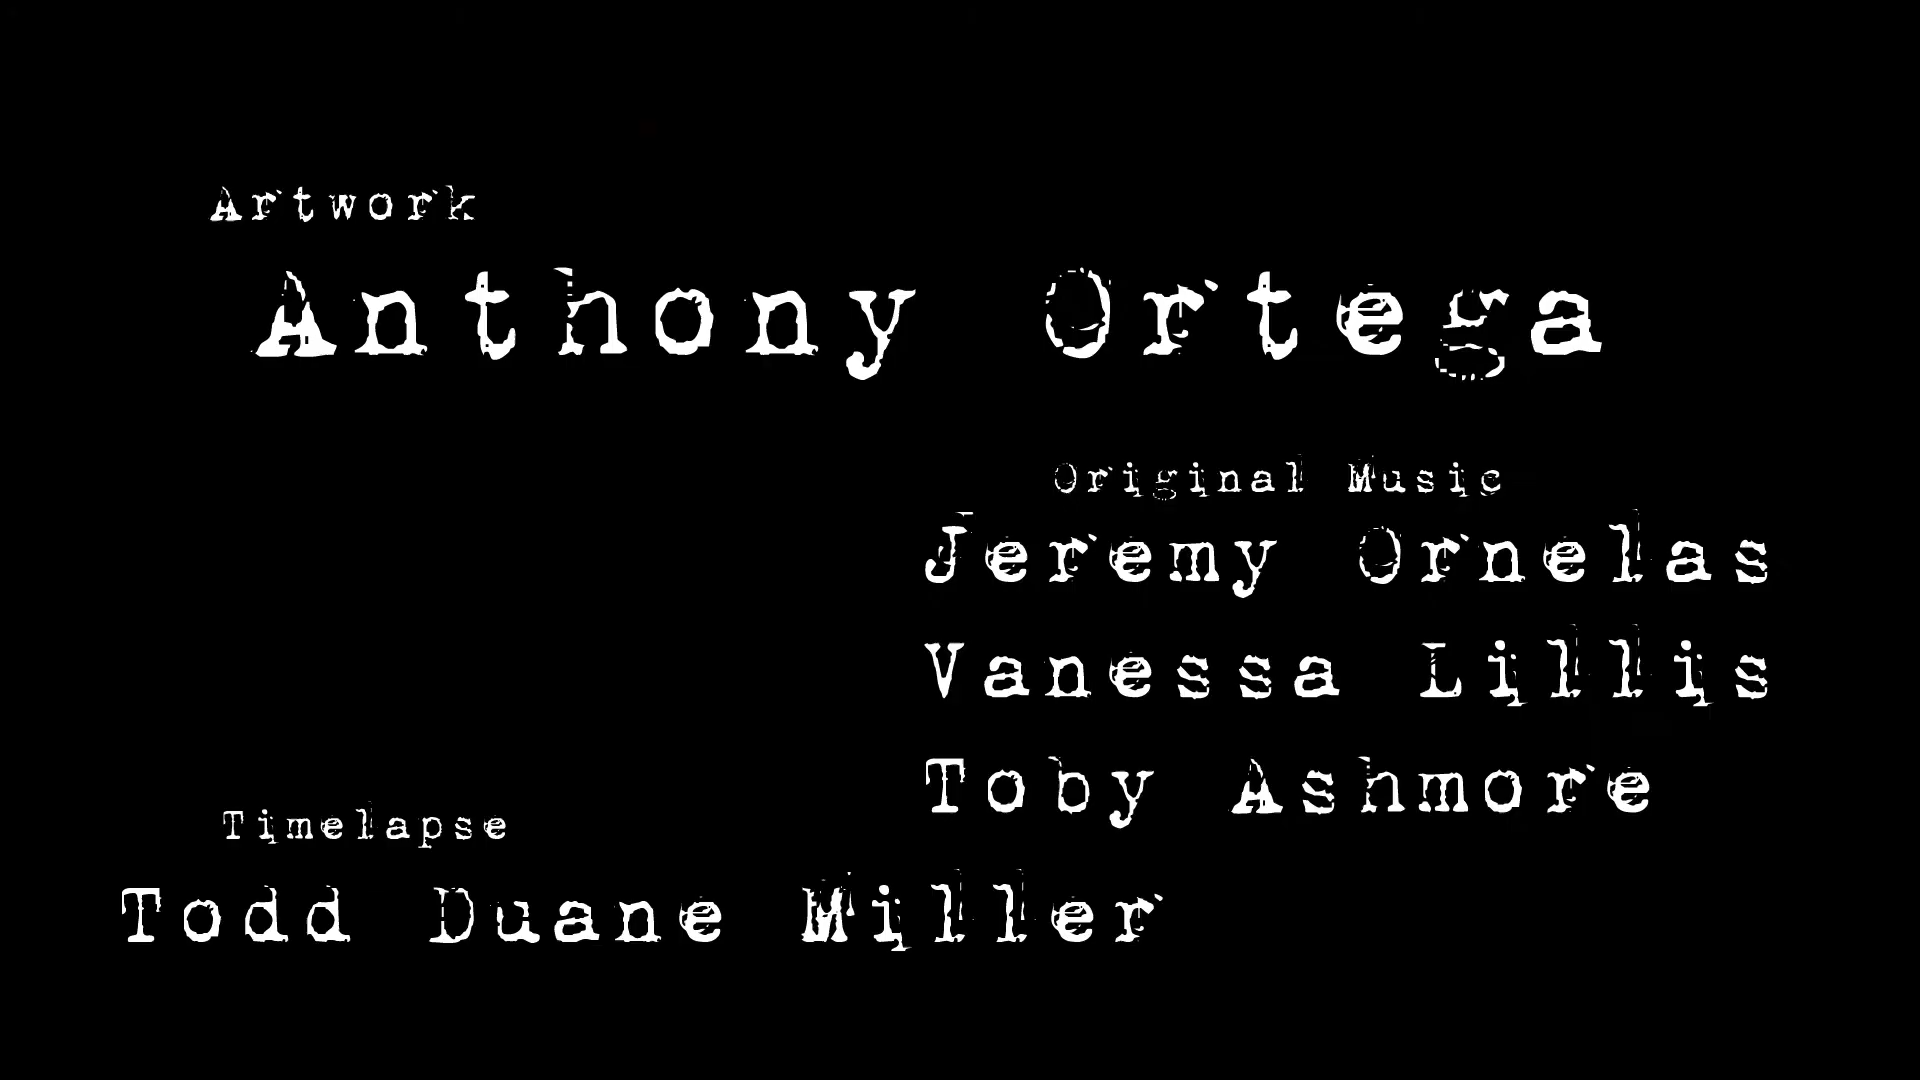 Artwork
Anthony Ortega
Original Music
Jeremy Ornelas
Vanessa Lillis
Toby Ashmore
Timelapse
Todd Duane Miller